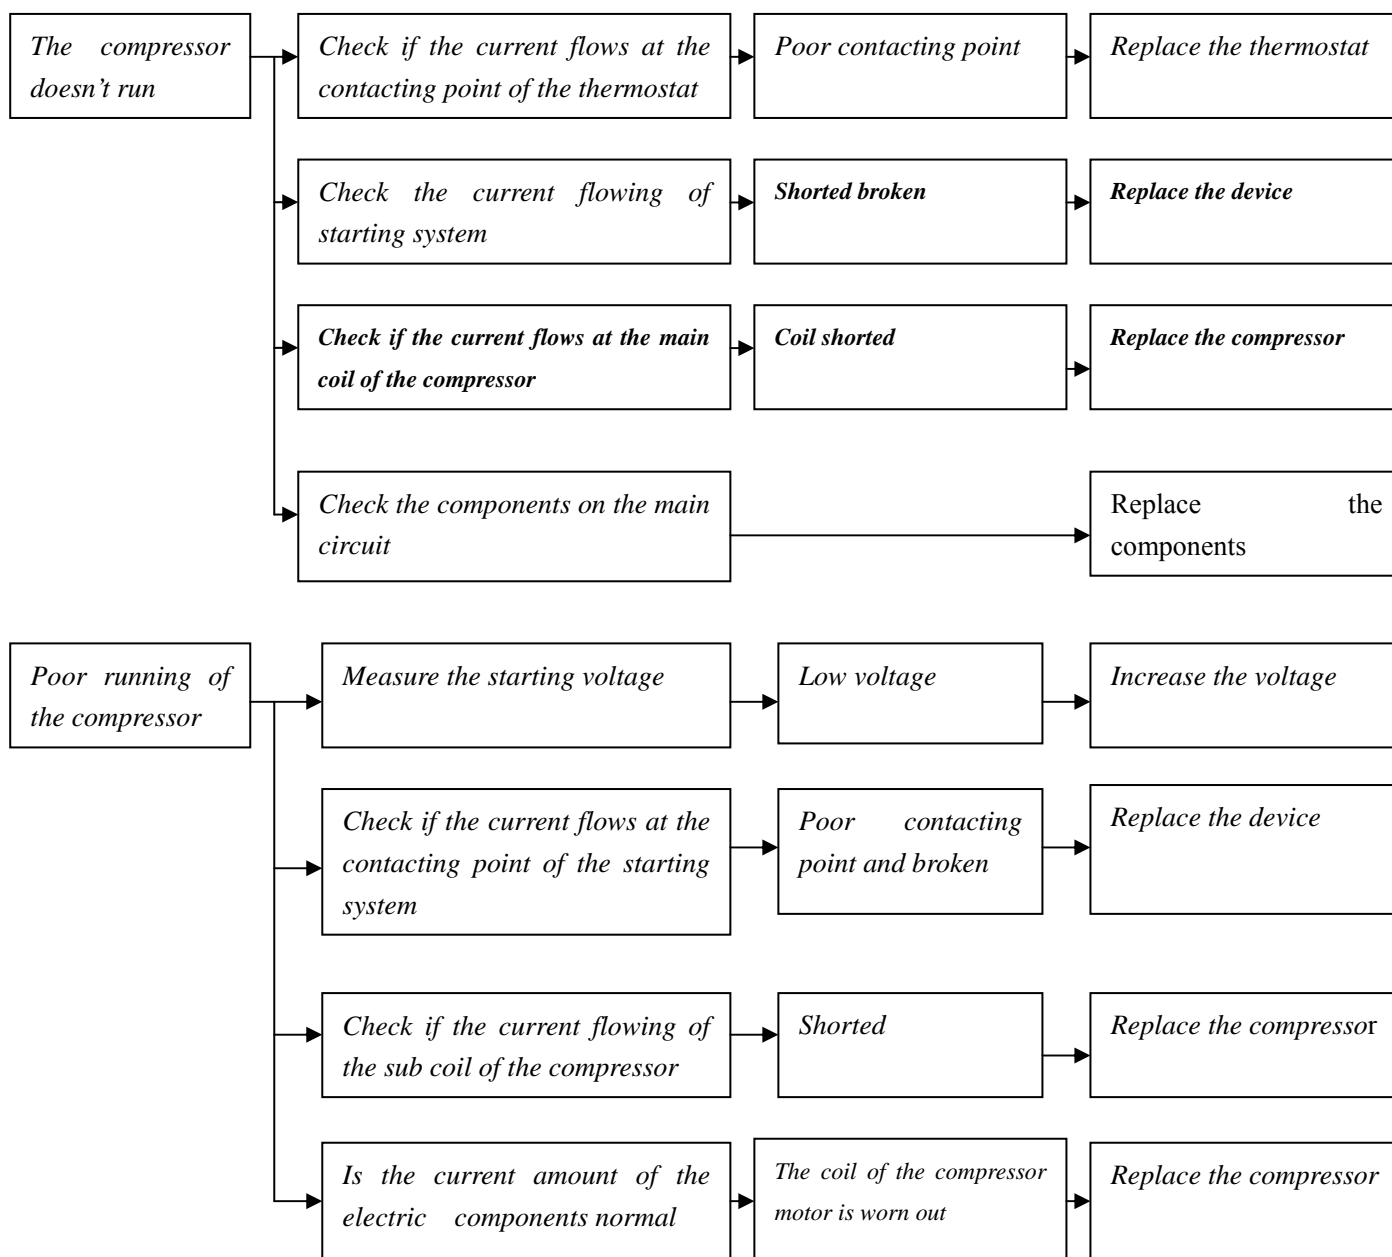 The compressor
doesn't run
Check if the current flows at the
contacting point of the thermostat
Poor contacting point
Replace the thermostat
Check the current flowing of
starting system
Shorted broken
Replace the device
Check if the current flows at the main
coil of the compressor
Coil shorted
Replace the compressor
Check the components on the main
circuit
Replace the
components
Poor running of
the compressor
Measure the starting voltage
Low voltage
Increase the voltage
Check if the current flows at the
contacting point of the starting
system
Poor contacting
point and broken
Replace the device
Check if the current flowing of
the sub coil of the compressor
Shorted
Replace the compressor
Is the current amount of the
electric components normal
The coil of the compressor
motor is worn out
Replace the compressor